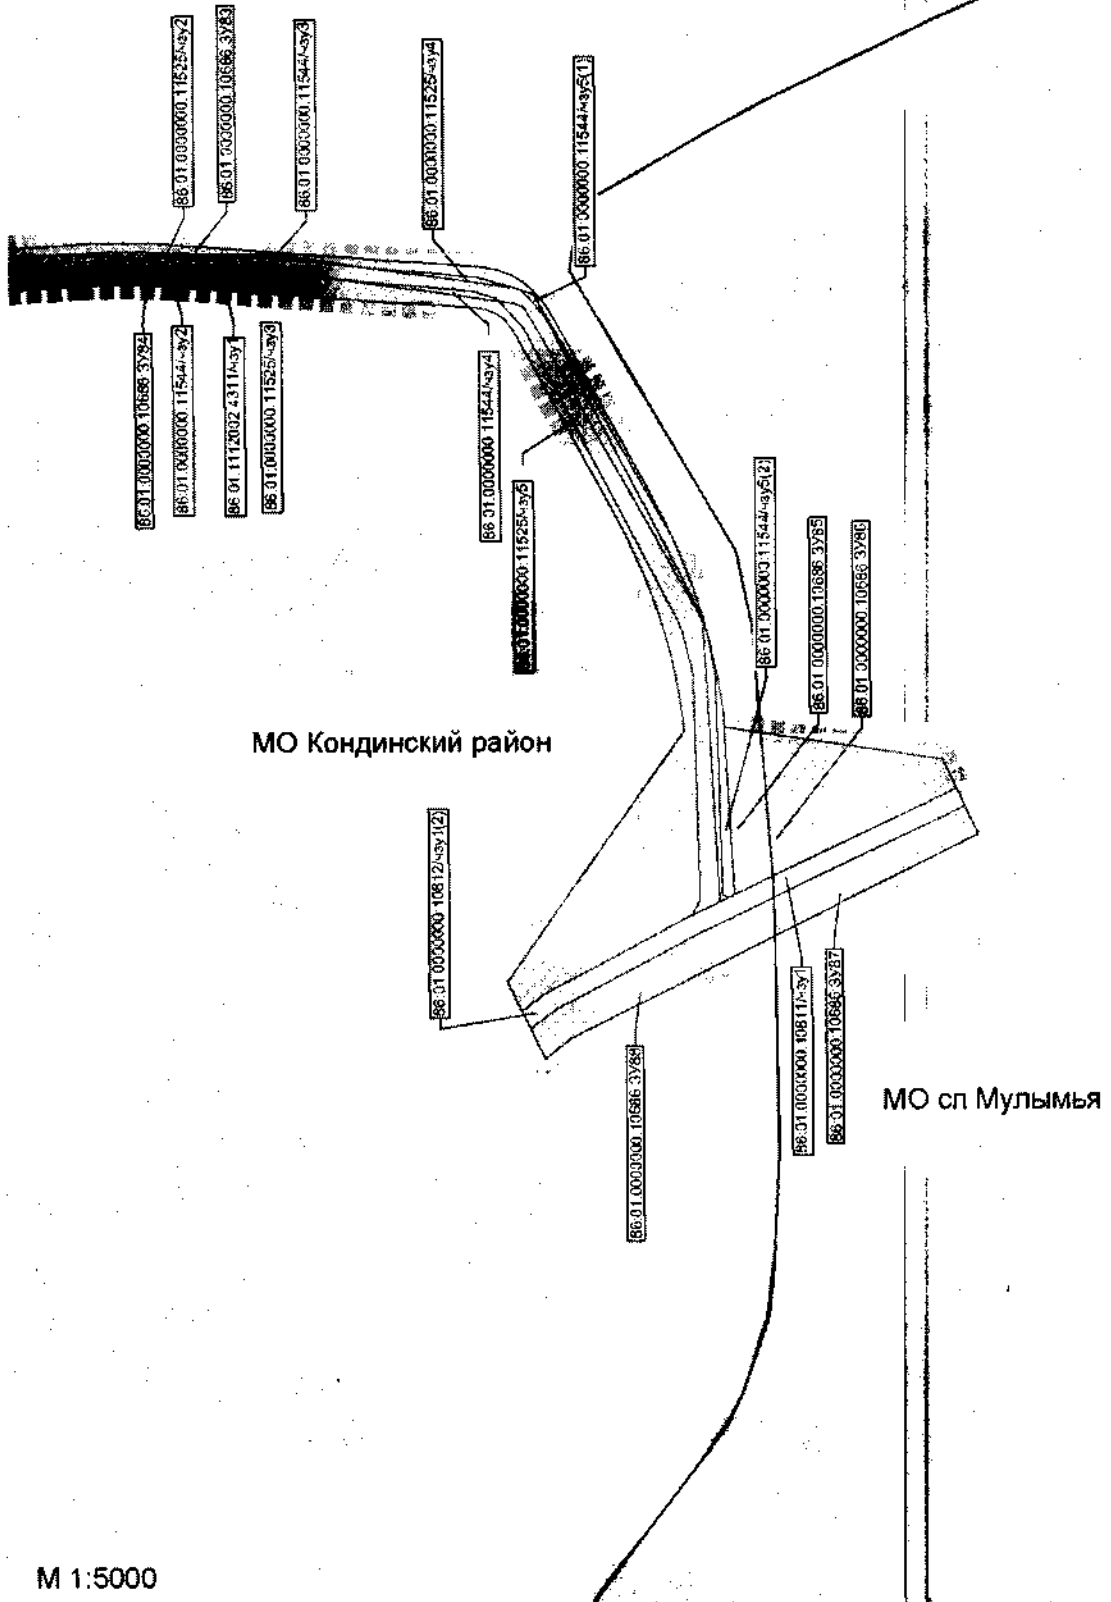 86:01:0000000:11525/чзу2
86:01:0000000:10686:ЗУ83
86:01:0000000:11544/чзу3
86:01:0000000:11525/чзу4
86:01:0000000:11544/чзу5(1)
86:01:0000000:10686:ЗУ84
86:01:0000000:11544/чзу2
86:01:1112002:4311/чзу1
86:01:0000000:11525/чзу3
86:01:0000000:11544/чзу4
86:01:0000000:11525/чзу5
86:01:0000000:11544/чзу5(2)
86:01:0000000:10686:ЗУ85
86:01:0000000:10686:ЗУ86
МО Кондинский район
86:01:0000000:10812/чзу1(2)
86:01:0000000:10686:ЗУ88
86:01:0000000:10811/чзу1
86:01:0000000:10686:ЗУ87
МО сп Мулымья
М 1:5000